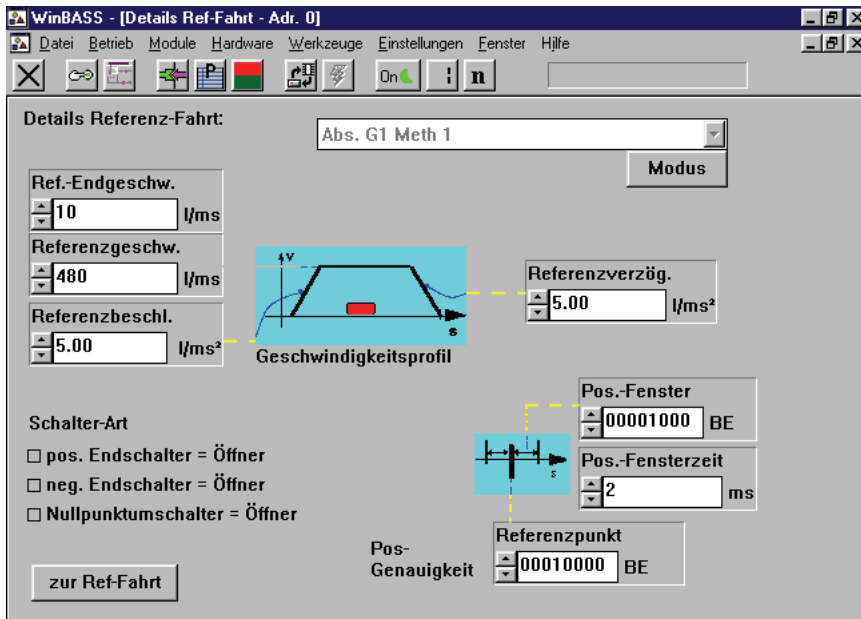 WinBASS - [Details Ref-Fahrt - Adr. 0]
Datei Betrieb Module Hardware Werkzeuge Einstellungen Fenster Hilfe
P On n
Details Referenz-Fahrt:
Abs. G1 Meth 1
Modus
Ref.-Endgeschw.
10 I/ms
Referenzgeschw.
480 I/ms
Referenzbeschl.
5.00 I/ms²
V
s
Geschwindigkeitsprofil
Referenzverzög.
5.00 I/ms²
Schalter-Art
pos. Endschalter = Öffner
neg. Endschalter = Öffner
Nullpunktumschalter = Öffner
zur Ref-Fahrt
Pos.-Fenster
00001000 BE
Pos.-Fensterzeit
2 ms
s
Pos-
Genauigkeit
Referenzpunkt
00010000 BE